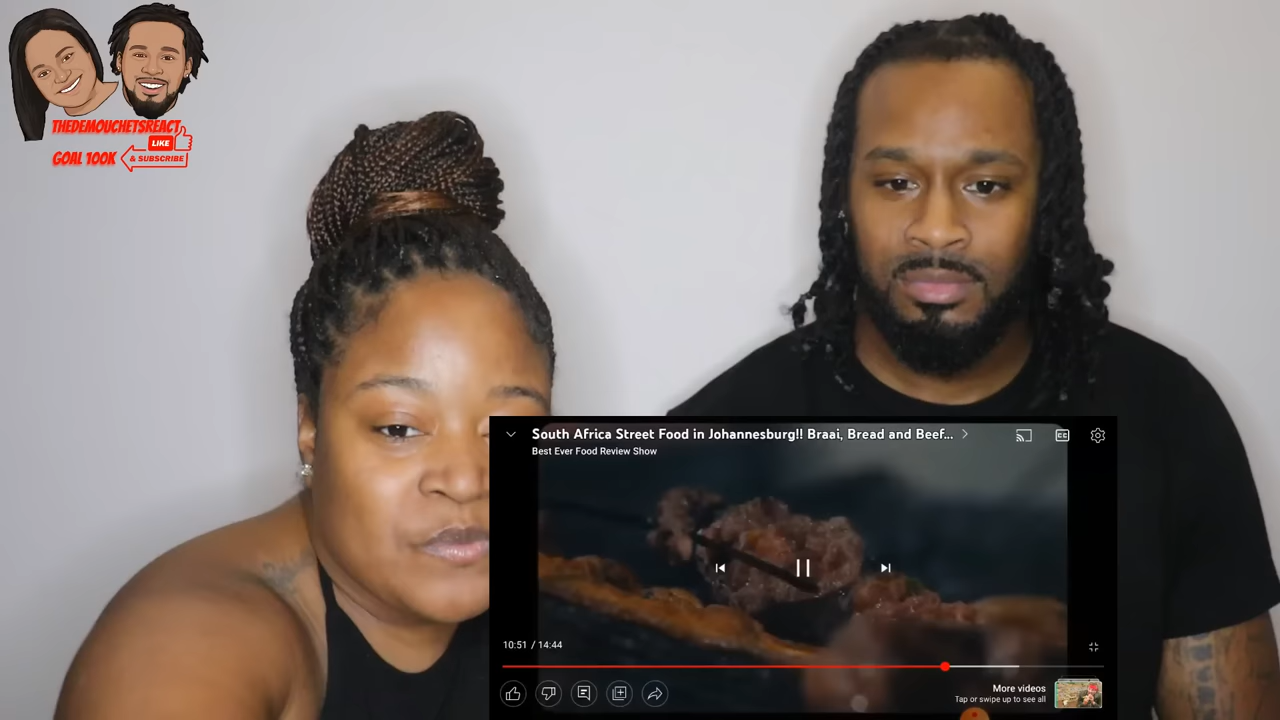 THEDEMOUCHETSREACT
LIKE
GOAL 100K
& SUBSCRIBE
South Africa Street Food in Johannesburg!! Braai, Bread and Beef...
CC
Best Ever Food Review Show
10:51 / 14:44
More videos
Tap or swipe up to see all